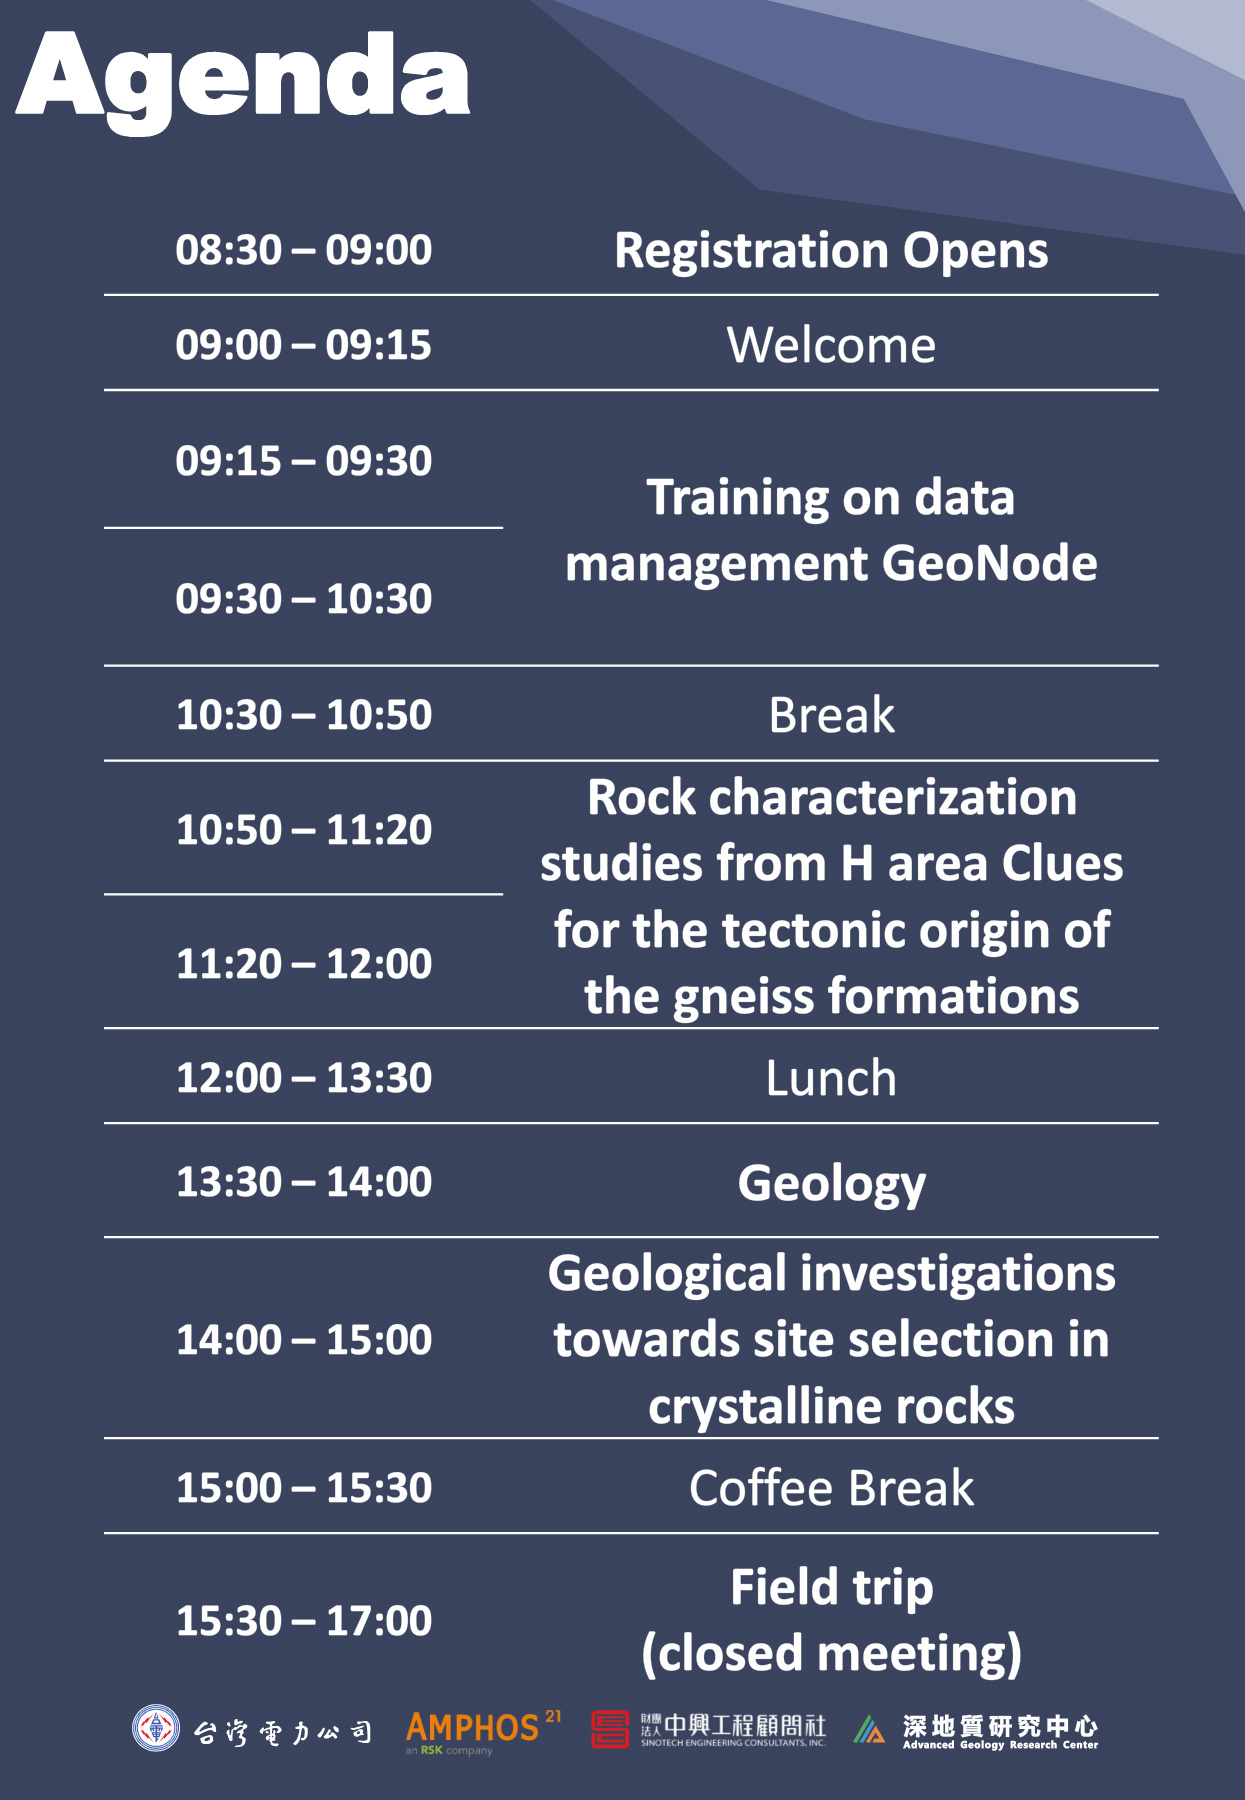 Agenda
08:30 – 09:00
Registration Opens
09:00 – 09:15
Welcome
09:15 – 09:30
09:30 – 10:30
Training on data
management GeoNode
10:30 – 10:50
Break
10:50 – 11:20
11:20 – 12:00
Rock characterization
studies from H area Clues
for the tectonic origin of
the gneiss formations
12:00 – 13:30
Lunch
13:30 – 14:00
Geology
14:00 – 15:00
Geological investigations
towards site selection in
crystalline rocks
15:00 – 15:30
Coffee Break
15:30 – 17:00
Field trip
(closed meeting)
台灣電力公司
AMPHOS 21
an RSK company
財團法人中興工程顧問社
SINOTECH ENGINEERING CONSULTANTS, INC.
深地質研究中心
Advanced Geology Research Center